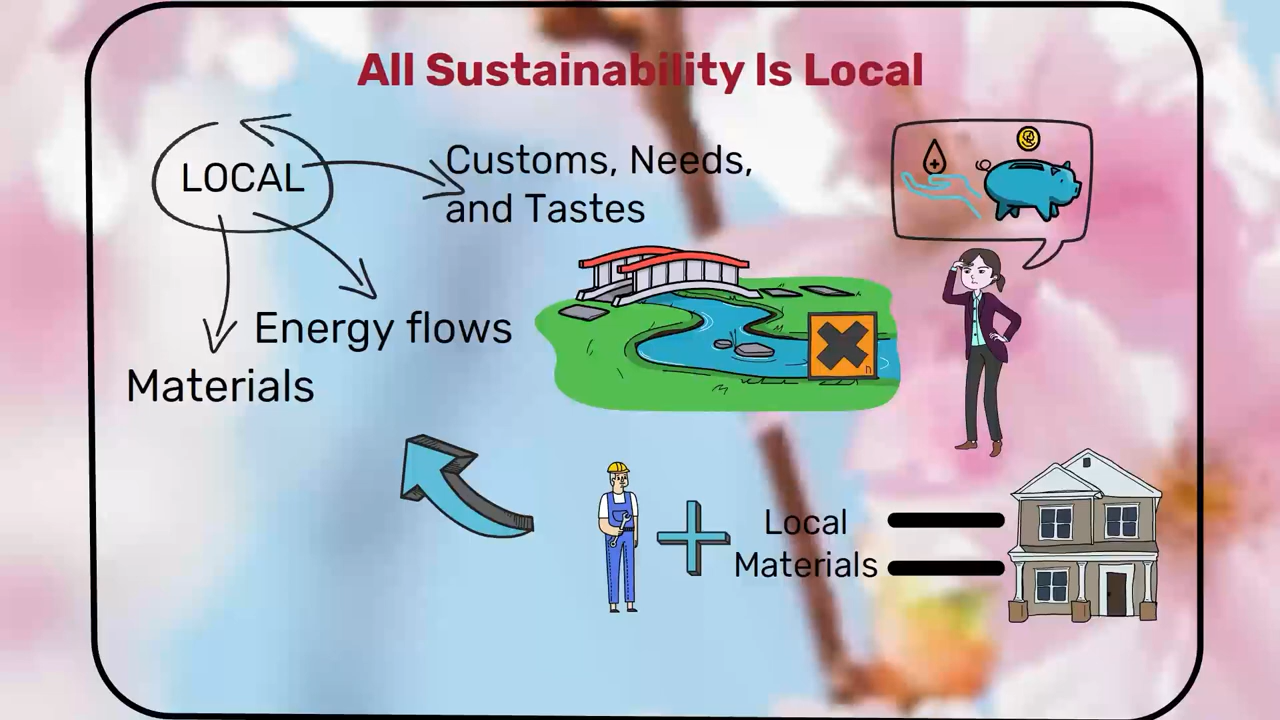 All Sustainability Is Local
LOCAL
Customs, Needs,
and Tastes
Energy flows
Materials
n
Local
Materials